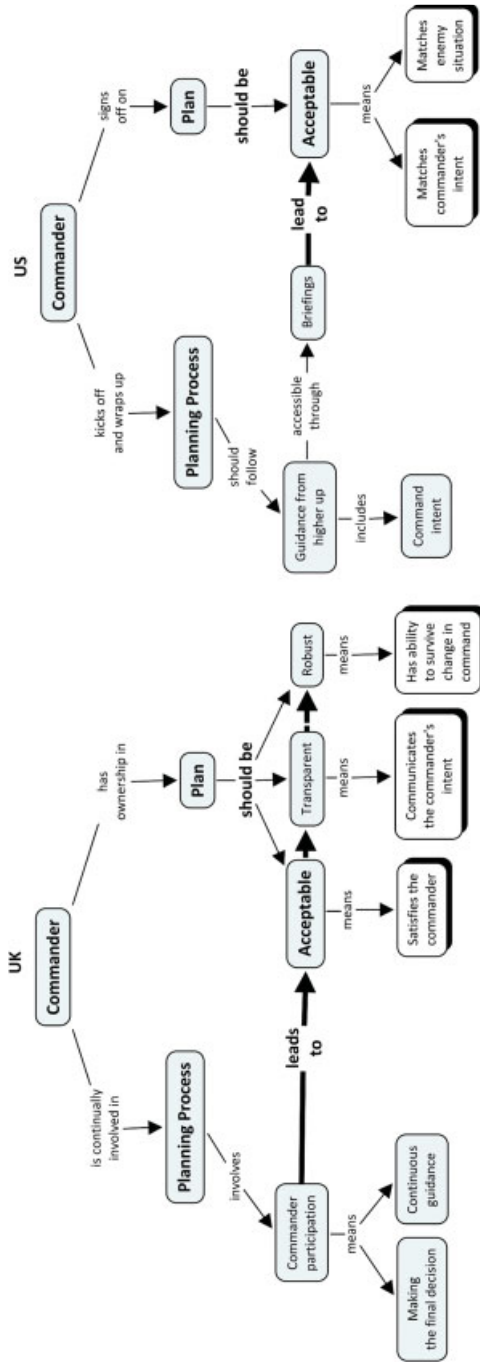 UK
Commander
is continually
involved in
has
ownership in
Planning Process
Plan
involves
should be
Commander
participation
leads
to
Acceptable
Transparent
Robust
means
means
means
means
Making
the final decision
Continuous
guidance
Satisfies the
commander
Communicates
the commander's
intent
Has ability
to survive
change in
command
US
Commander
kicks off
and wraps up
signs
off on
Planning Process
Plan
should
follow
should be
Guidance from
higher up
accessible
through
Briefings
lead
to
Acceptable
includes
means
Command
intent
Matches
commander's
intent
Matches
enemy
situation